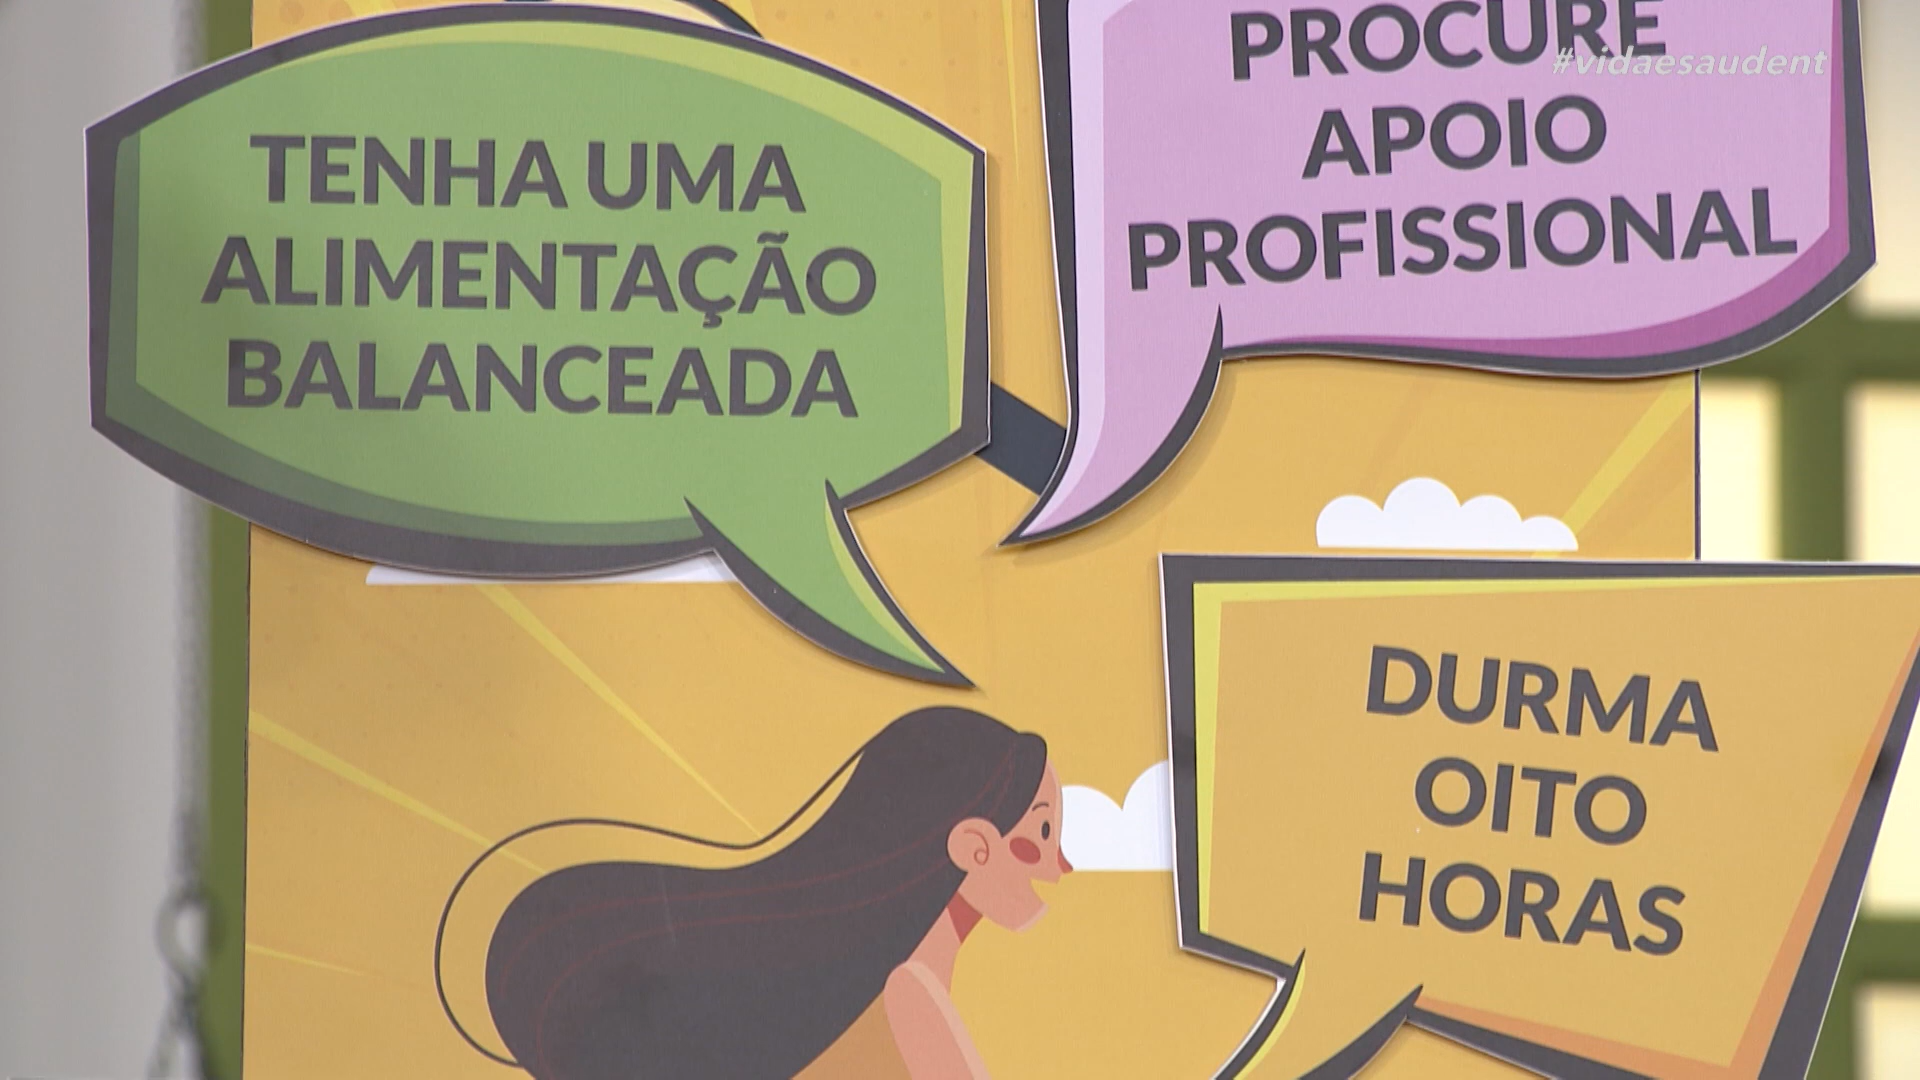 TENHA UMA
ALIMENTAÇÃO
BALANCEADA
PROCURE
APOIO
PROFISSIONAL
#vidaesaudent
DURMA
OITO
HORAS